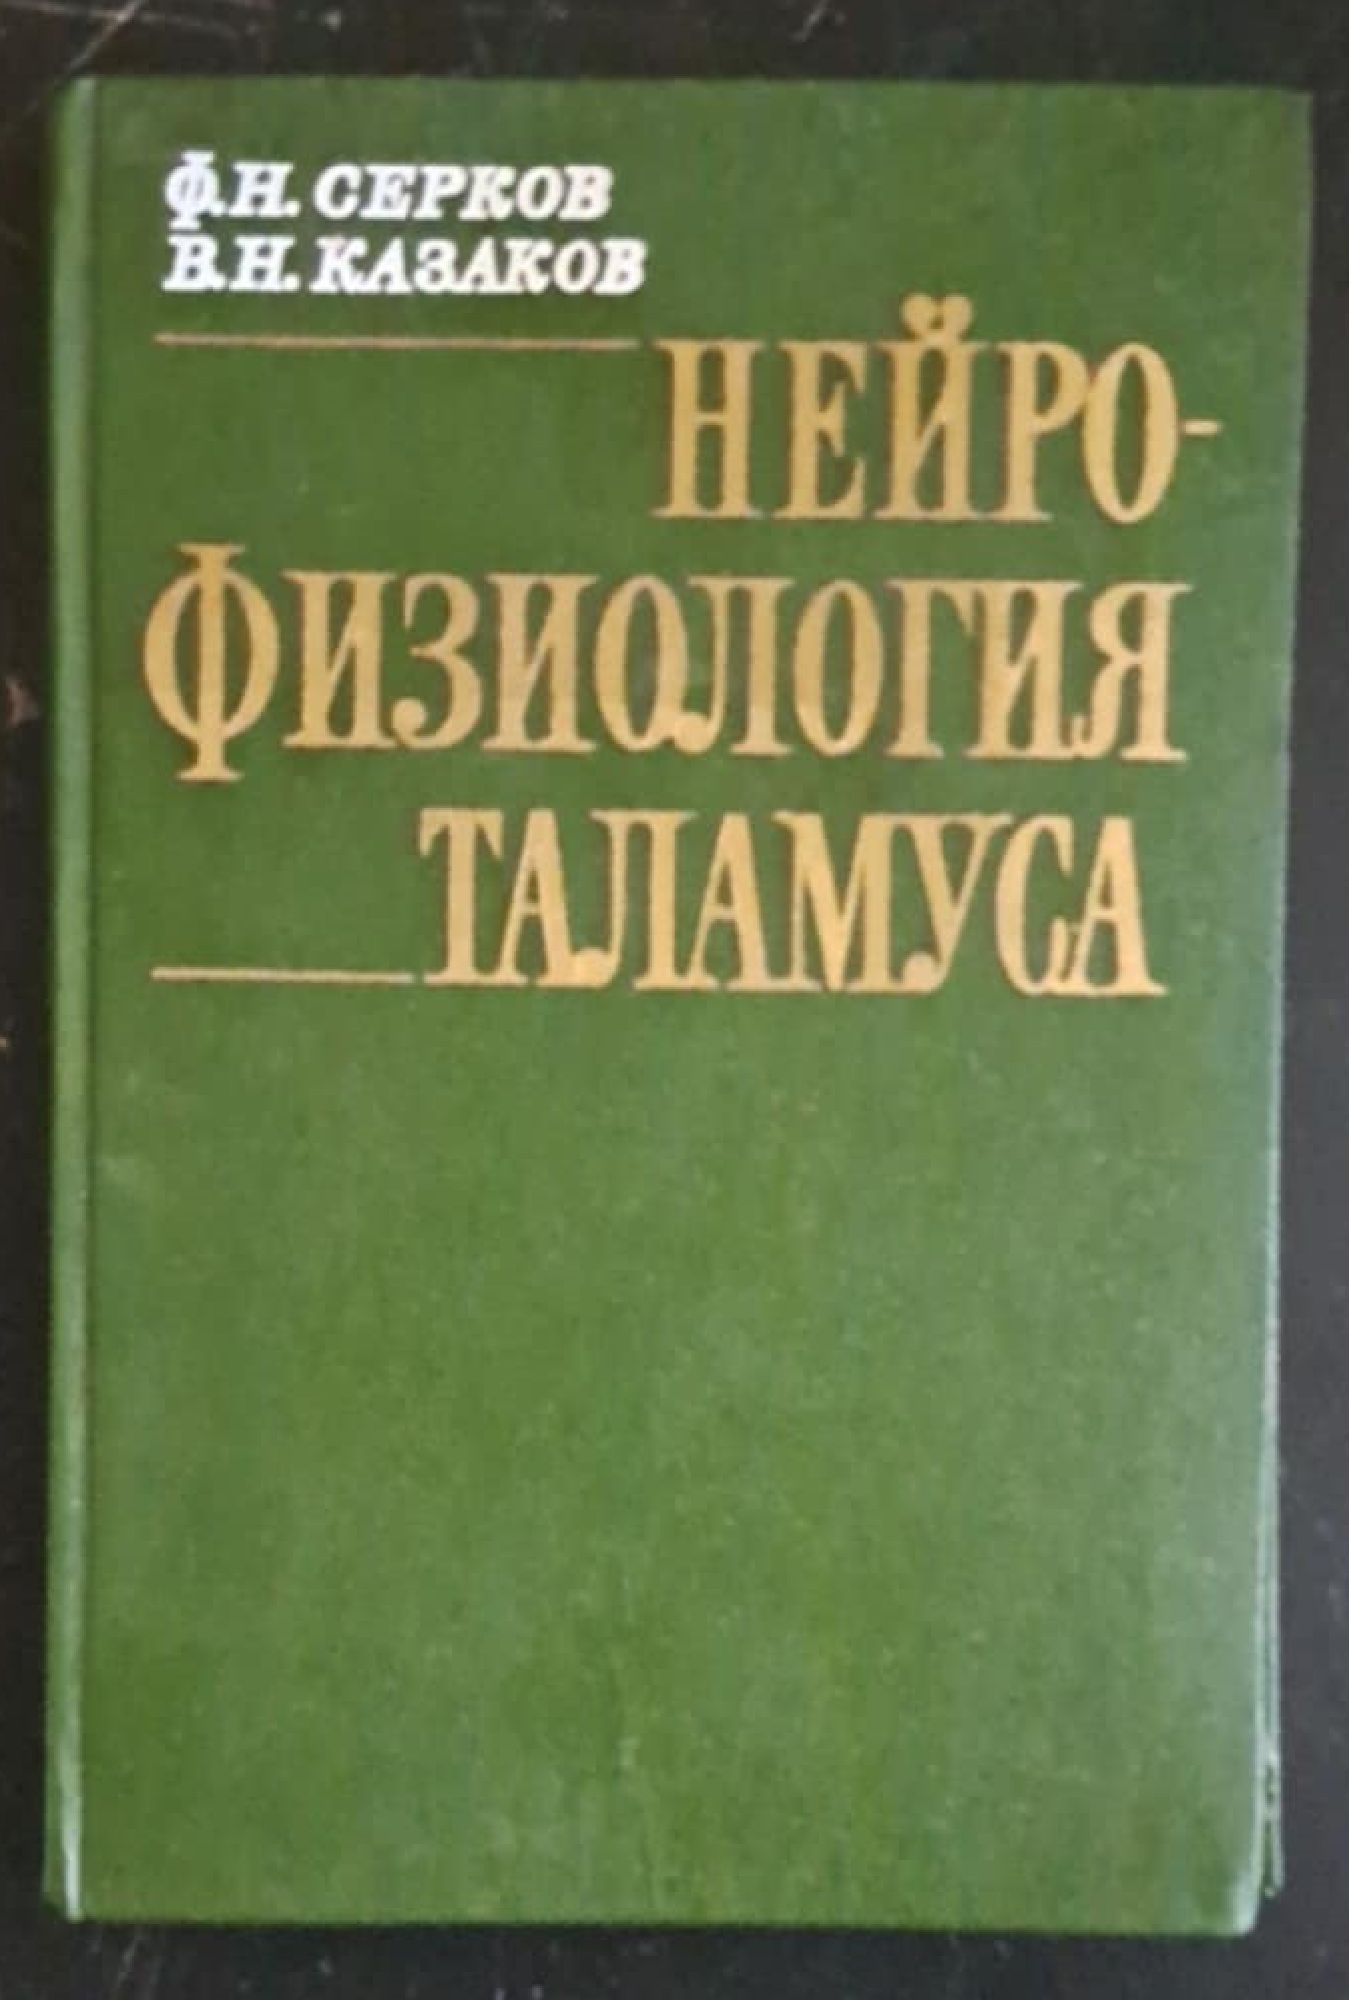 Ф.Н. СЕРКОВ
В.Н. КАЗАКОВ
НЕЙРО-
ФИЗИОЛОГИЯ
ТАЛАМУСА